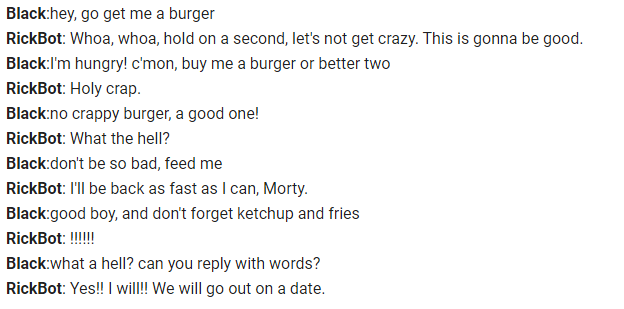 Black:hey, go get me a burger
RickBot: Whoa, whoa, hold on a second, let's not get crazy. This is gonna be good.
Black:I'm hungry! c'mon, buy me a burger or better two
RickBot: Holy crap.
Black:no crappy burger, a good one!
RickBot: What the hell?
Black:don't be so bad, feed me
RickBot: I'll be back as fast as I can, Morty.
Black:good boy, and don't forget ketchup and fries
RickBot: !!!!!!
Black:what a hell? can you reply with words?
RickBot: Yes!! I will!! We will go out on a date.